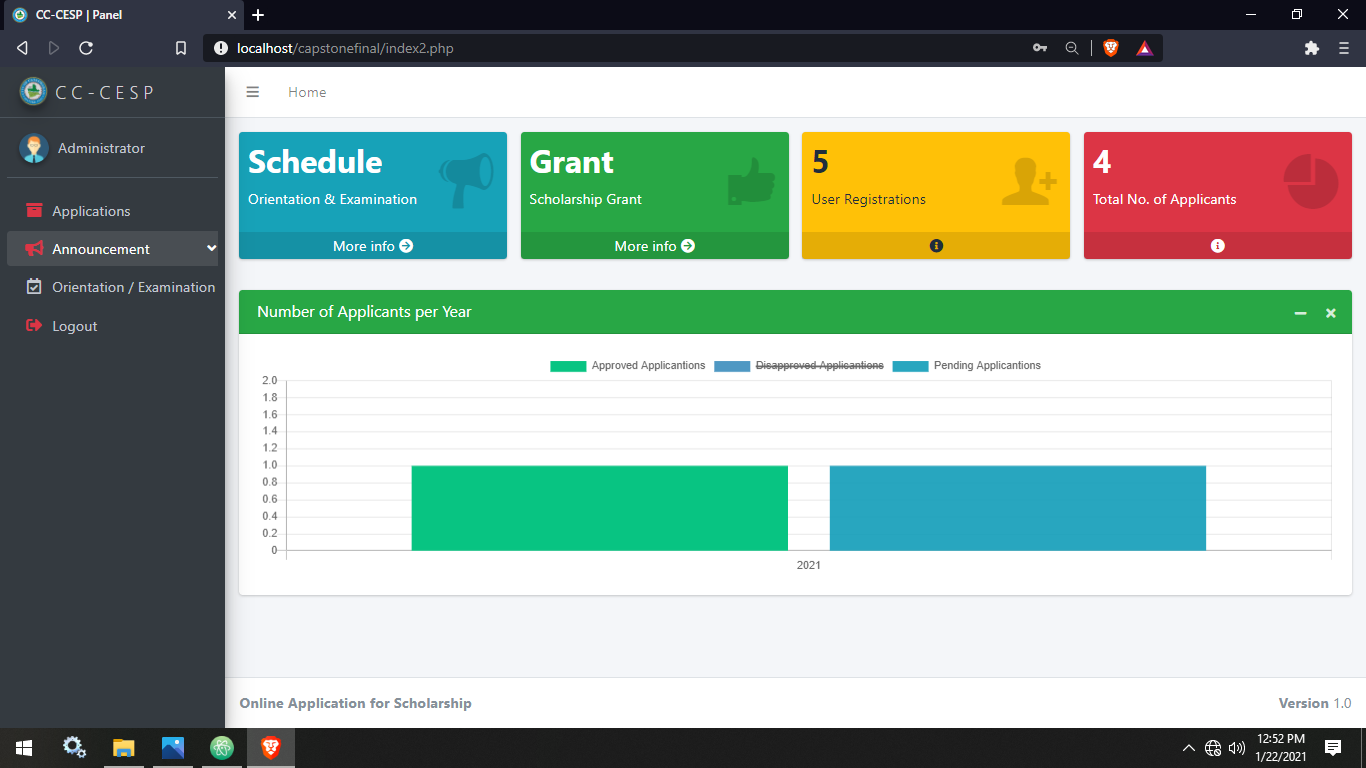 CC-CESP | Panel
localhost/capstonefinal/index2.php
CC-CESP
Home
Administrator
Applications
Announcement
Orientation / Examination
Logout
Schedule
Orientation & Examination
More info
Grant
Scholarship Grant
More info
5
User Registrations
4
Total No. of Applicants
Number of Applicants per Year
Approved Applicantions Disapproved Applicantions Pending Applicantions
2.0
1.8
1.6
1.4
1.2
1.0
0.8
0.6
0.4
0.2
0
2021
Online Application for Scholarship
Version 1.0
12:52 PM
1/22/2021